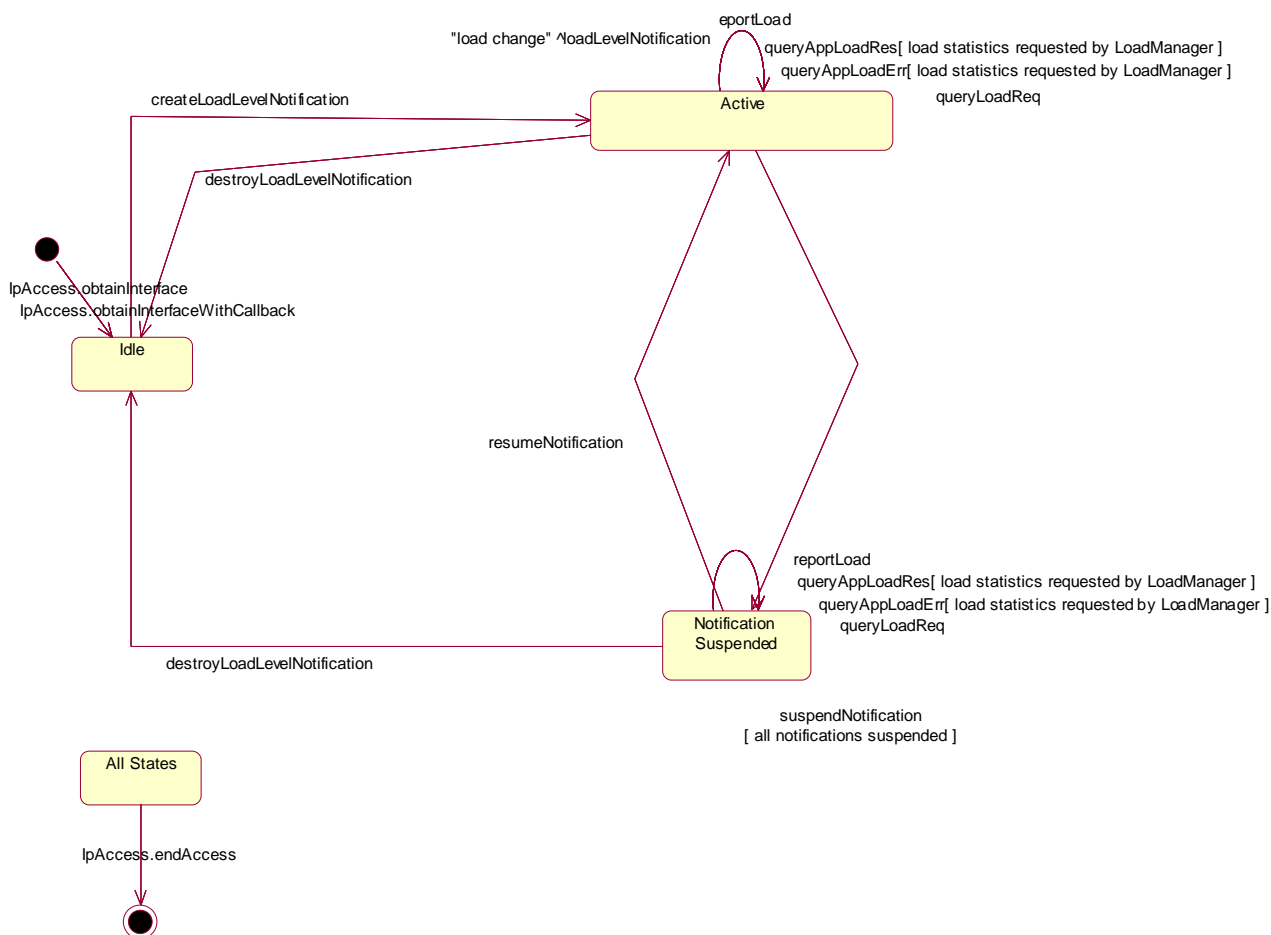 eportLoad
"load change" ^loadLevelNotification
queryAppLoadRes[ load statistics requested by LoadManager ]
queryAppLoadErr[ load statistics requested by LoadManager ]
queryLoadReq
createLoadLevelNotification
Active
destroyLoadLevelNotification
IpAccess.obtainInterface
IpAccess.obtainInterfaceWithCallback
Idle
resumeNotification
reportLoad
queryAppLoadRes[ load statistics requested by LoadManager ]
queryAppLoadErr[ load statistics requested by LoadManager ]
queryLoadReq
Notification
Suspended
destroyLoadLevelNotification
suspendNotification
[ all notifications suspended ]
All States
IpAccess.endAccess